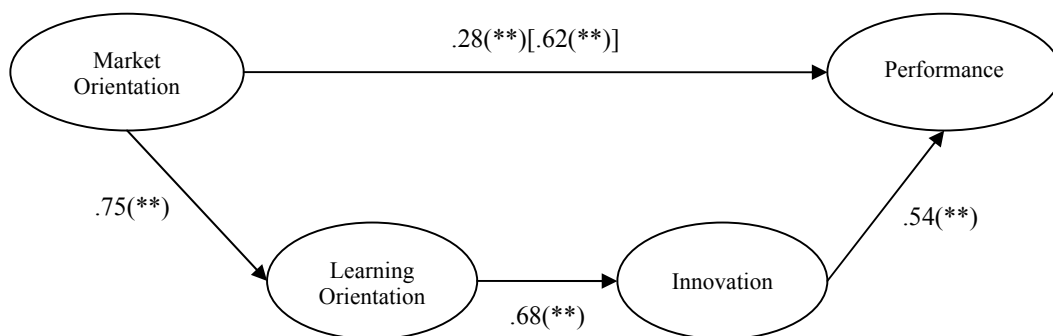 .28(**)[.62(**)]
Market
Orientation
Performance
.75(**)
.54(**)
Learning
Orientation
Innovation
.68(**)